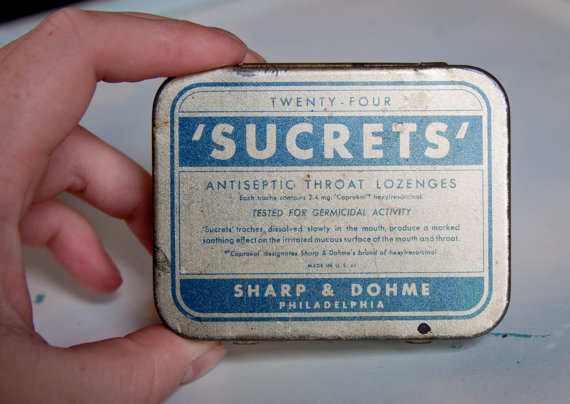 TWENTY-FOUR
'SUCRETS'
ANTISEPTIC THROAT LOZENGES
Each troche contains 2.4 mg. "Caprokol" hexylresorcinol.
TESTED FOR GERMICIDAL ACTIVITY
'Sucrets' troches, dissolved slowly in the mouth, produce a marked
soothing effect on the irritated mucous surface of the mouth and throat.
*"Caprokol" designates Sharp & Dohme's brand of hexylresorcinol
MADE IN U. S. A.
SHARP & DOHME
PHILADELPHIA